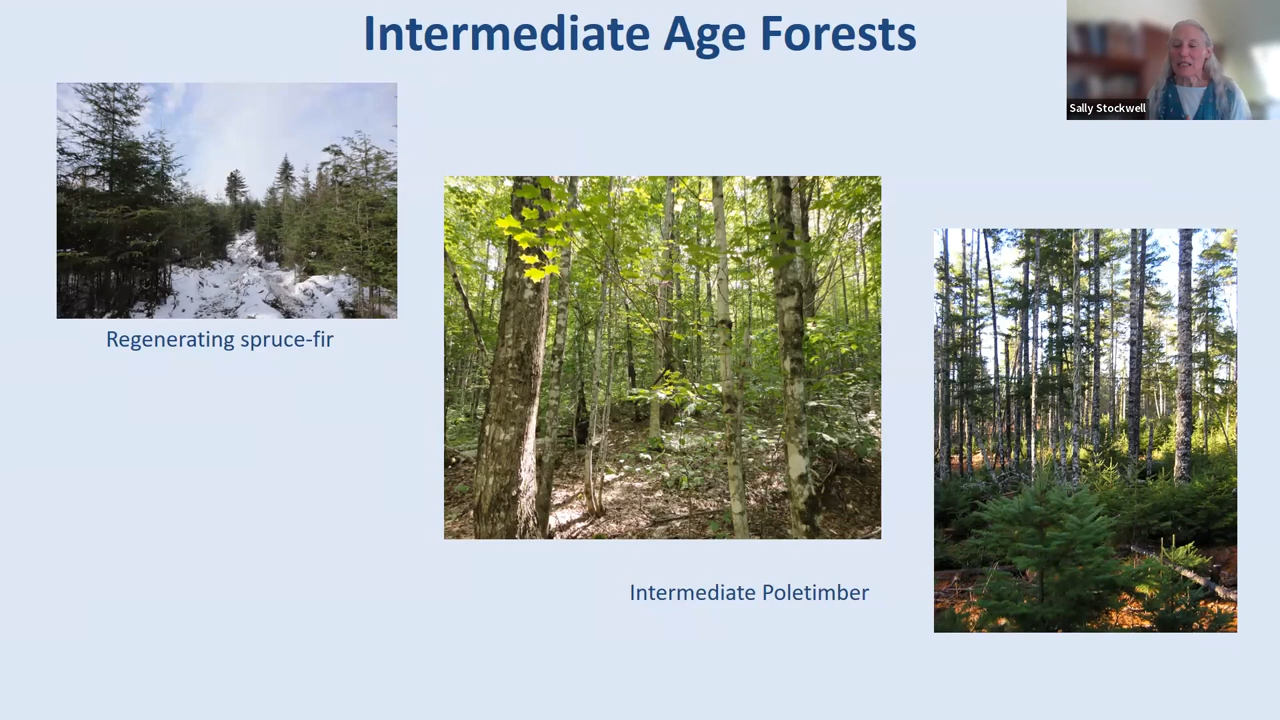 Intermediate Age Forests
Sally Stockwell
Regenerating spruce-fir
Intermediate Poletimber